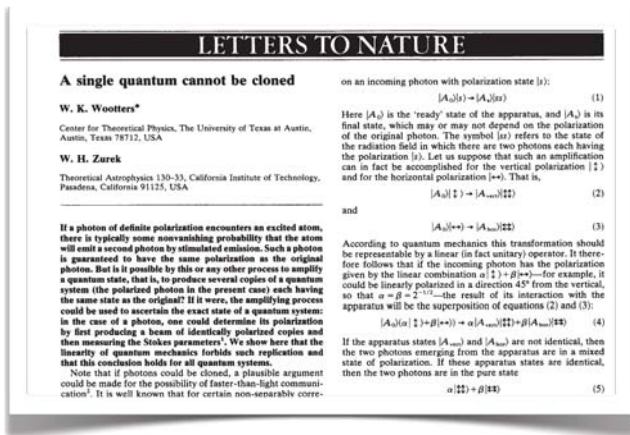 LETTERS TO NATURE
A single quantum cannot be cloned
W. K. Wootters*
Center for Theoretical Physics, The University of Texas at Austin,
Austin, Texas 78712, USA
W. H. Zurek
Theoretical Astrophysics 130-33, California Institute of Technology,
Pasadena, California 91125, USA
If a photon of definite polarization encounters an excited atom,
there is typically some nonvanishing probability that the atom
will emit a second photon by stimulated emission. Such a photon
is guaranteed to have the same polarization as the original
photon. But is it possible by this or any other process to amplify
a quantum state, that is, to produce several copies of a quantum
system (the polarized photon in the present case) each having
the same state as the original? If it were, the amplifying process
could be used to ascertain the exact state of a quantum system:
in the case of a photon, one could determine its polarization
by first producing a beam of identically polarized copies and
then measuring the Stokes parameters¹. We show here that the
linearity of quantum mechanics forbids such replication and
that this conclusion holds for all quantum systems.
Note that if photons could be cloned, a plausible argument
could be made for the possibility of faster-than-light communi-
cation². It is well known that for certain non-separably corre-
on an incoming photon with polarization state |s⟩:
|A₀⟩|s⟩→|Aₛ⟩|ss⟩ (1)
Here |A₀⟩ is the 'ready' state of the apparatus, and |Aₛ⟩ is its
final state, which may or may not depend on the polarization
of the original photon. The symbol |ss⟩ refers to the state of
the radiation field in which there are two photons each having
the polarization |s⟩. Let us suppose that such an amplification
can in fact be accomplished for the vertical polarization |↕⟩
and for the horizontal polarization |↔⟩. That is,
|A₀⟩|↕⟩→|A_vert⟩|↕↕⟩ (2)
and
|A₀⟩|↔⟩→|A_hor⟩ (3)
According to quantum mechanics this transformation should
be representable by a linear (in fact unitary) operator. It there-
fore follows that if the incoming photon has the polarization
given by the linear combination α|↕⟩+β|↔⟩—for example, it
could be linearly polarized in a direction 45° from the vertical,
so that α=β=2^{-1/2}—the result of its interaction with the
apparatus will be the superposition of equations (2) and (3):
|A₀⟩(α|↕⟩+β|↔⟩)→α|A_vert⟩|↕↕⟩+β|A_hor⟩ (4)
If the apparatus states |A_vert⟩ and |A_hor⟩ are not identical, then
the two photons emerging from the apparatus are in a mixed
state of polarization. If these apparatus states are identical,
then the two photons are in the pure state
α|↕↕⟩+β (5)